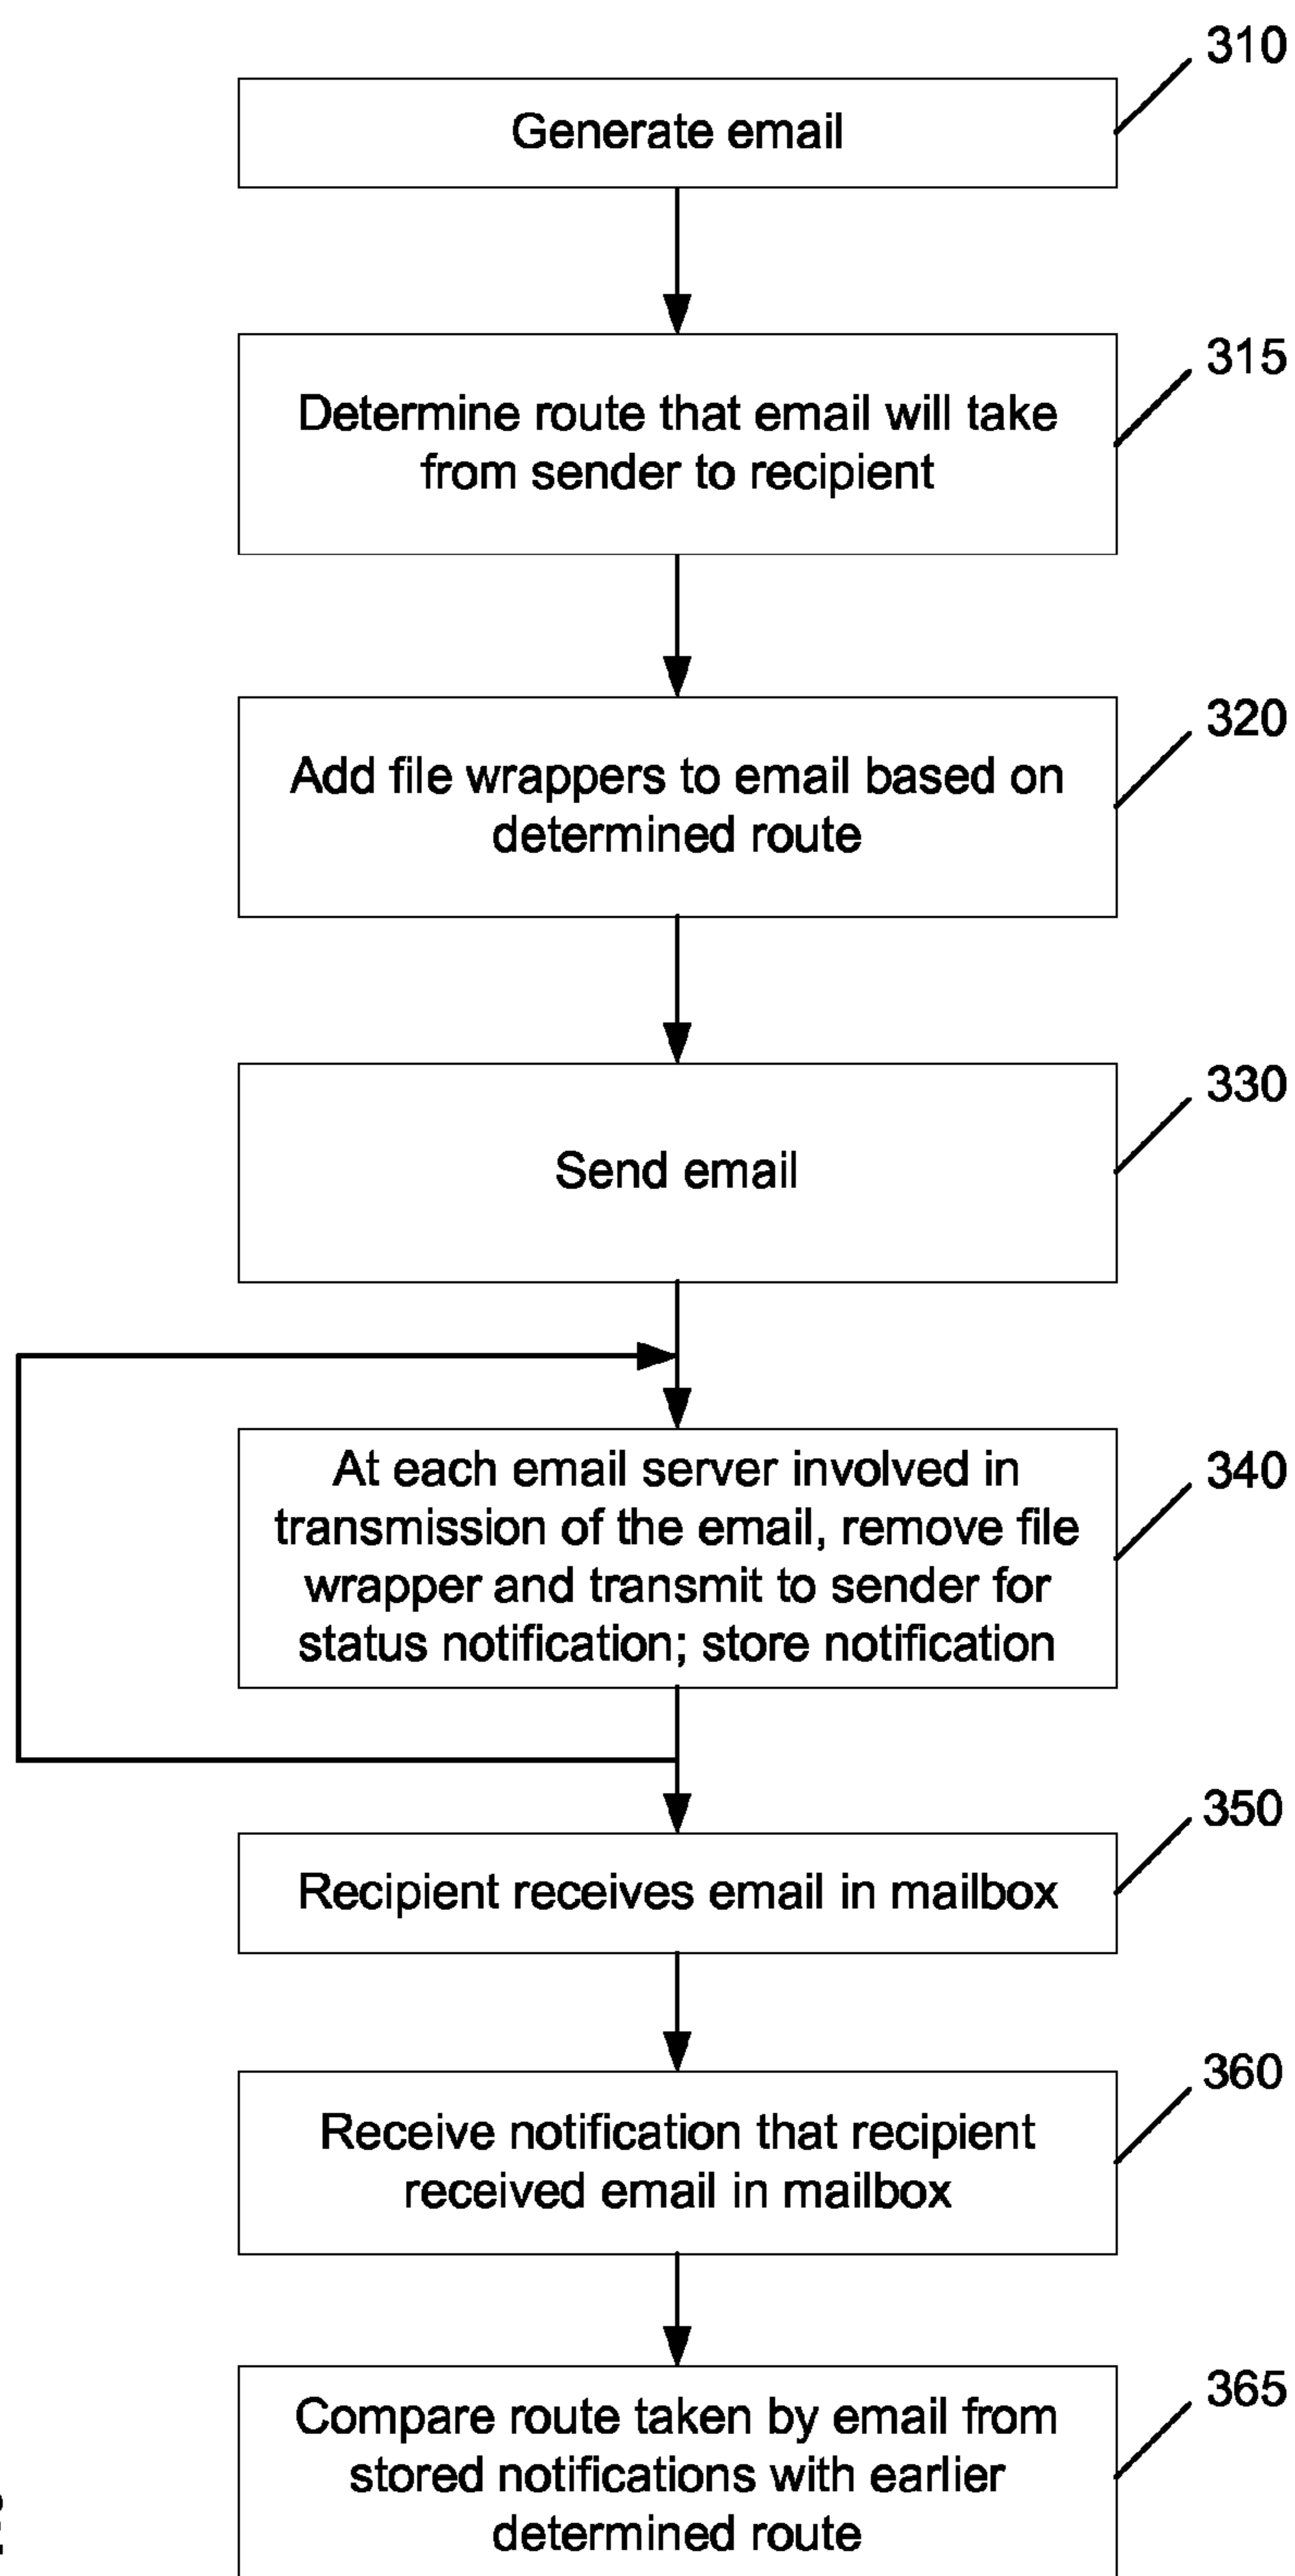 310
Generate email
315
Determine route that email will take
from sender to recipient
320
Add file wrappers to email based on
determined route
330
Send email
340
At each email server involved in
transmission of the email, remove file
wrapper and transmit to sender for
status notification; store notification
350
Recipient receives email in mailbox
360
Receive notification that recipient
received email in mailbox
365
Compare route taken by email from
stored notifications with earlier
determined route